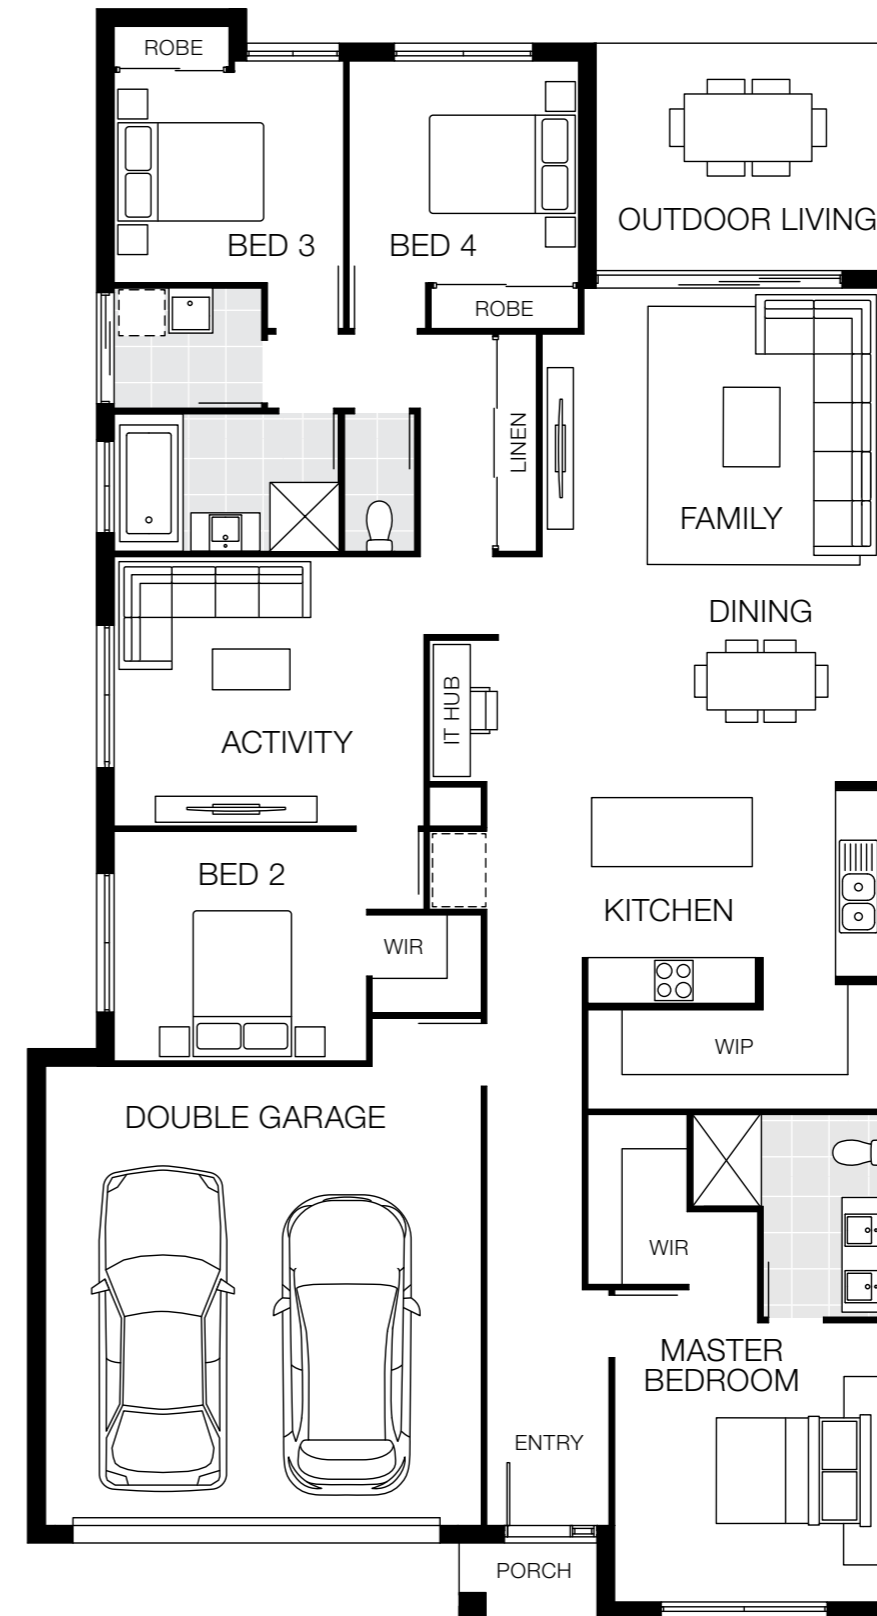 ROBE
OUTDOOR LIVING
BED 3
BED 4
ROBE
LINEN
FAMILY
DINING
IT HUB
ACTIVITY
BED 2
KITCHEN
WIR
WIP
DOUBLE GARAGE
WIR
MASTER
BEDROOM
ENTRY
PORCH